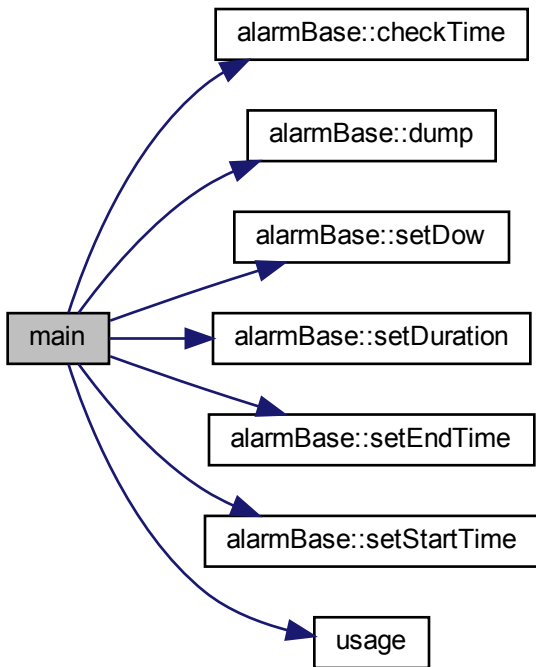 alarmBase::checkTime
alarmBase::dump
alarmBase::setDow
main
alarmBase::setDuration
alarmBase::setEndTime
alarmBase::setStartTime
usage